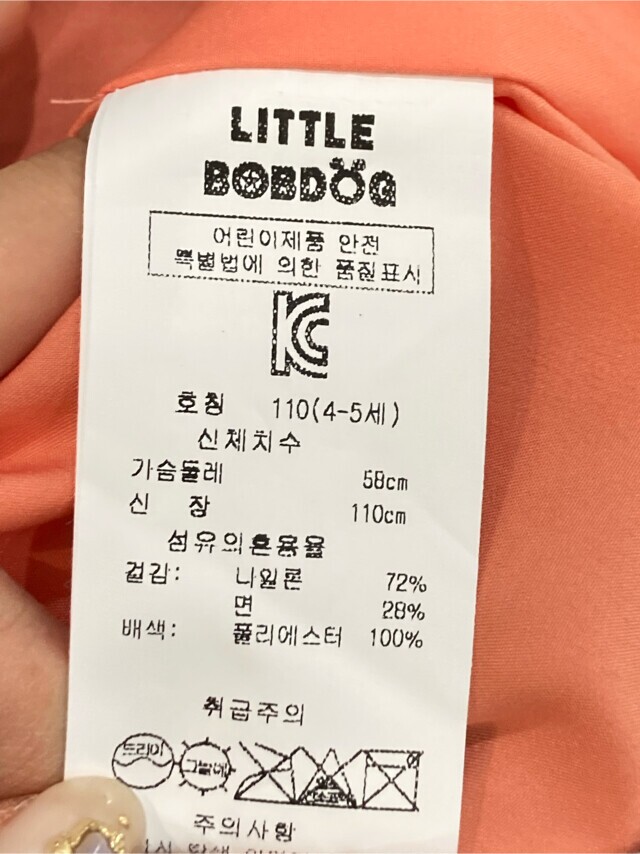 LITTLE
BOBDOG
어린이제품 안전
특별법에 의한 품질표시
KC
호칭 110(4-5세)
신체치수
가슴둘레 58cm
신 장 110cm
섬유의혼용율
겉감: 나일론 72%
면 28%
배색: 폴리에스터 100%
취급주의
드라이
그늘에
주의사항